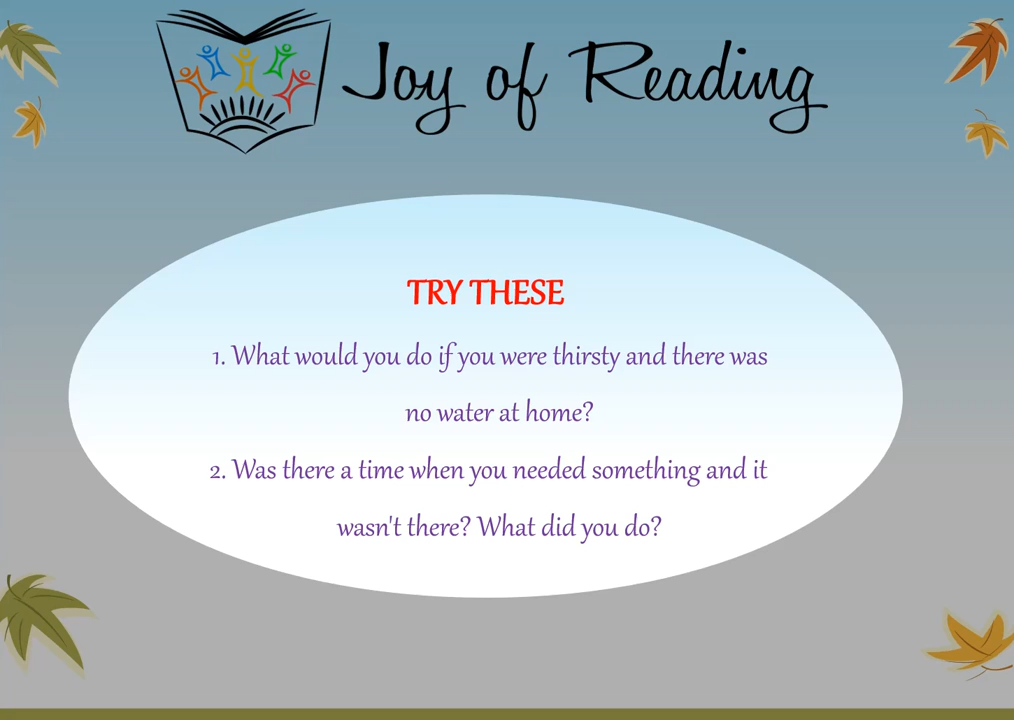 Joy of Reading
TRY THESE
1. What would you do if you were thirsty and there was
no water at home?
2. Was there a time when you needed something and it
wasn't there? What did you do?